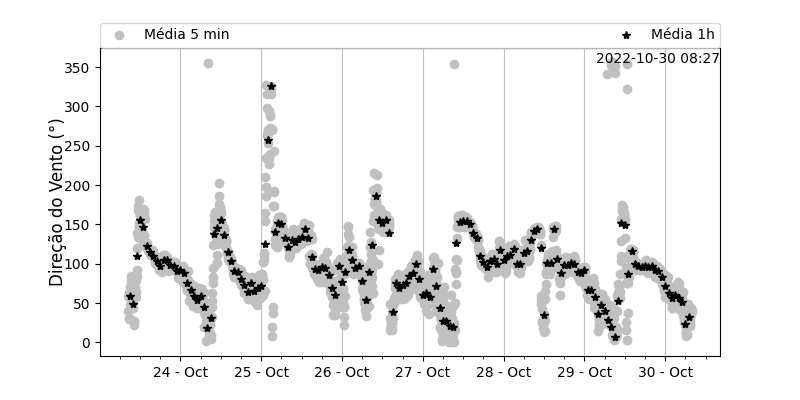 Média 5 min
Média 1h
2022-10-30 08:27
Direção do Vento (°)
350
300
250
200
150
100
50
0
24 - Oct
25 - Oct
26 - Oct
27 - Oct
28 - Oct
29 - Oct
30 - Oct